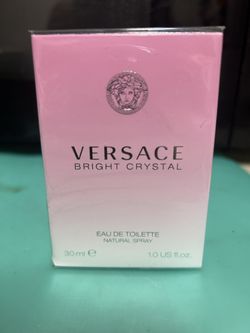 VERSACE
BRIGHT CRYSTAL
EAU DE TOILETTE
NATURAL SPRAY
30 ml ℮ 1.0 US fl.oz.